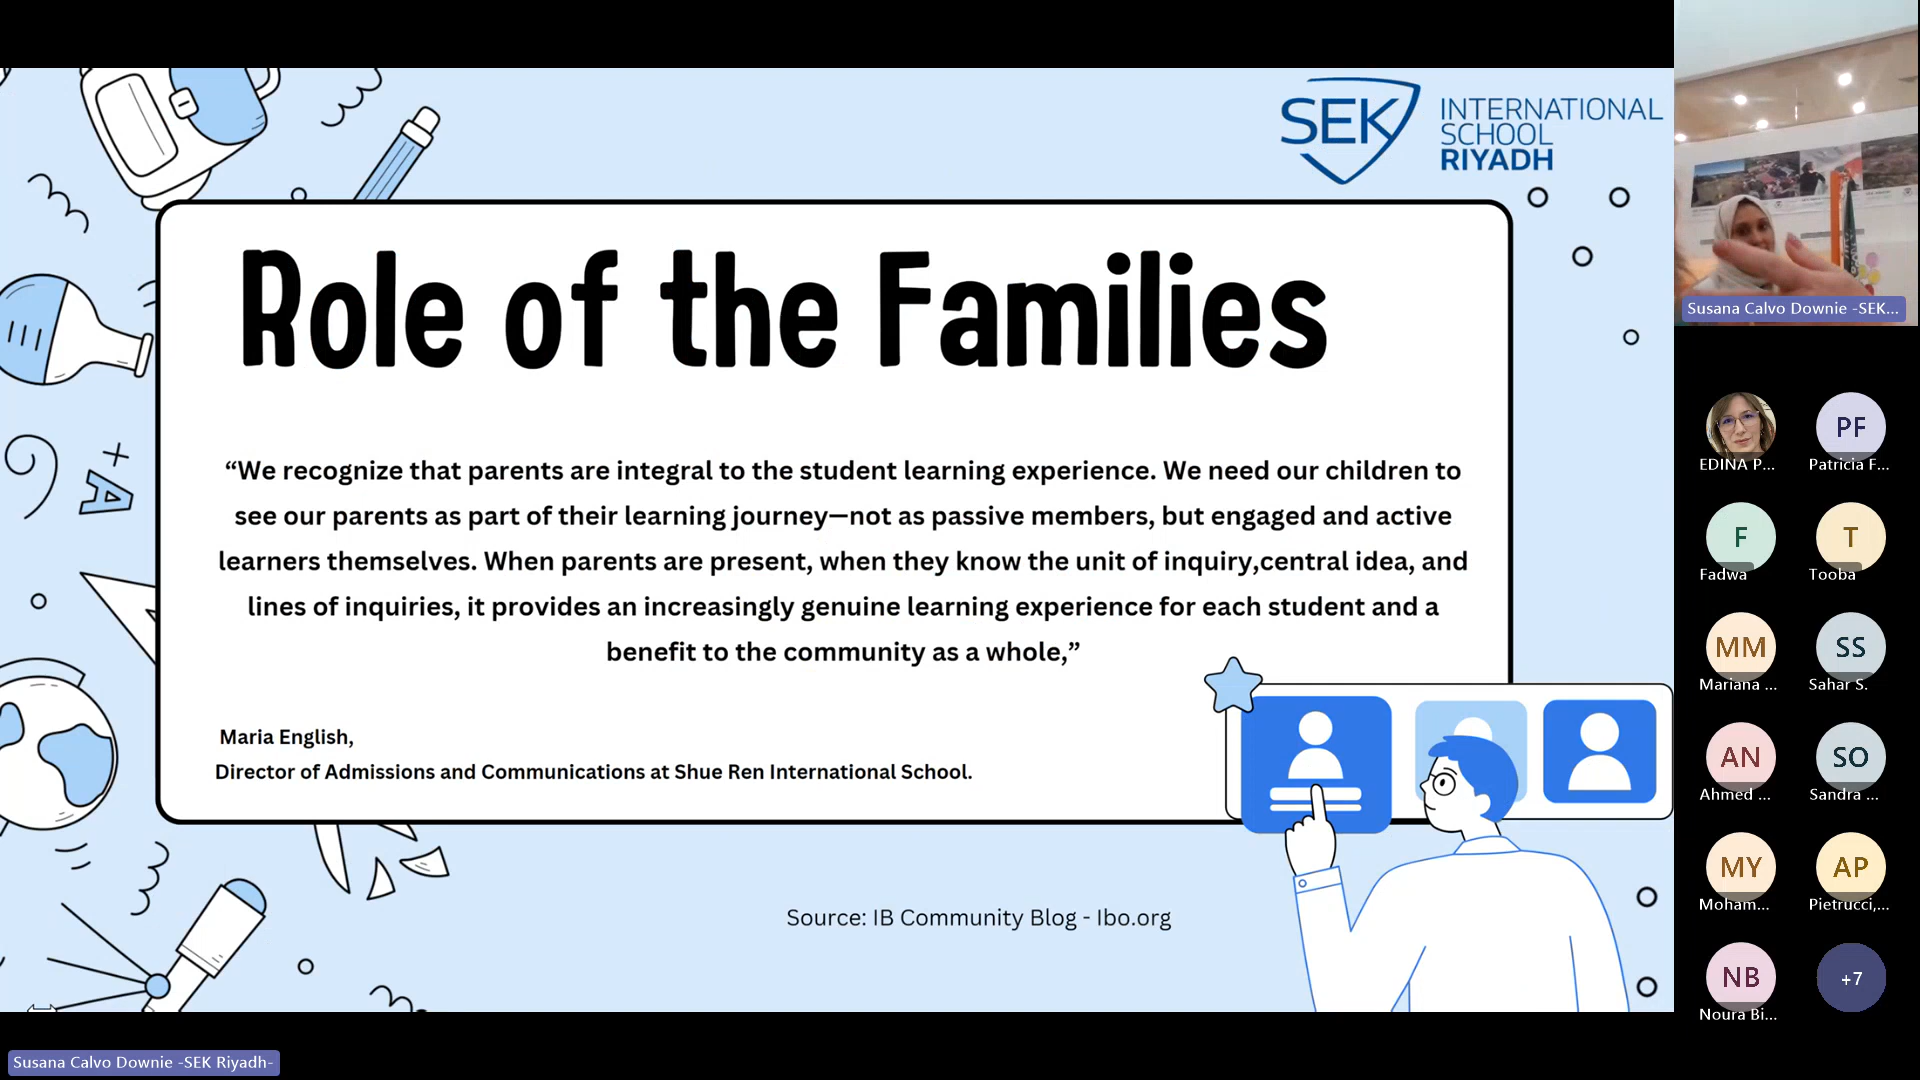 SEK INTERNATIONAL
SCHOOL
RIYADH
Role of the Families
“We recognize that parents are integral to the student learning experience. We need our children to
see our parents as part of their learning journey—not as passive members, but engaged and active
learners themselves. When parents are present, when they know the unit of inquiry,central idea, and
lines of inquiries, it provides an increasingly genuine learning experience for each student and a
benefit to the community as a whole,”
Maria English,
Director of Admissions and Communications at Shue Ren International School.
Source: IB Community Blog - Ibo.org
+A
Susana Calvo Downie -SEK Riyadh-
Susana Calvo Downie -SEK...
EDINA P...
PF
Patricia F...
F
Fadwa
T
Tooba
MM
Mariana ...
SS
Sahar S.
AN
Ahmed ...
SO
Sandra ...
MY
Moham...
AP
Pietrucci,...
NB
Noura Bi...
+7